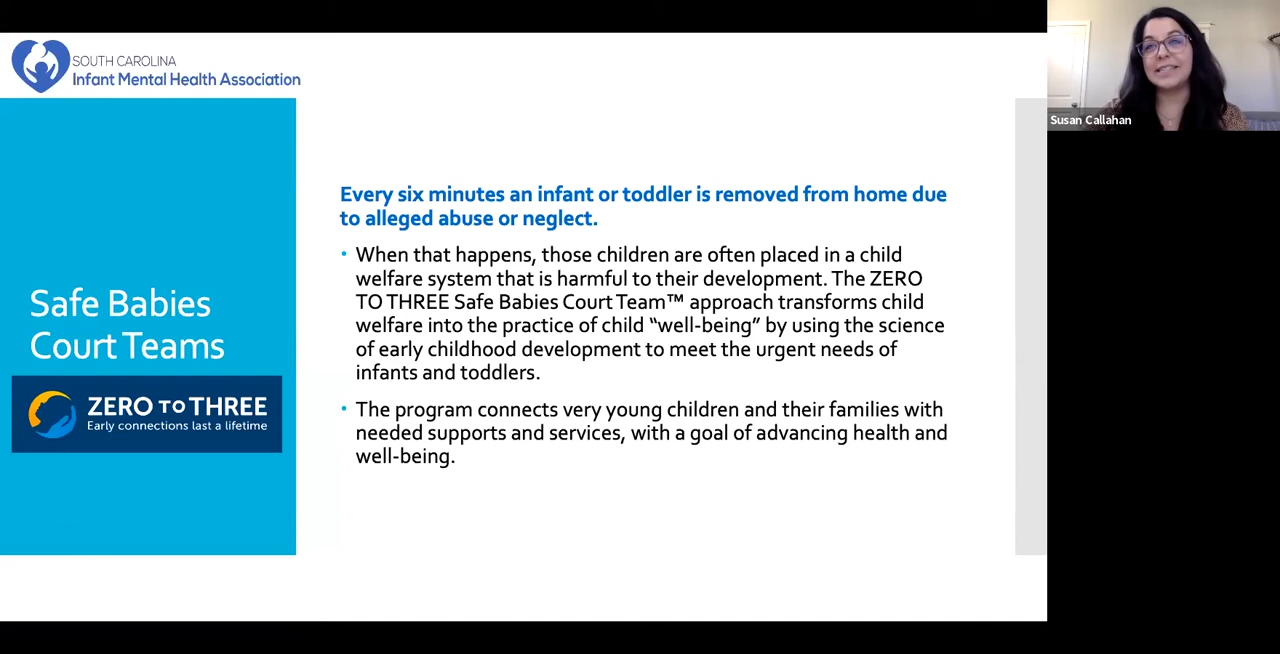 SOUTH CAROLINA
Infant Mental Health Association
Susan Callahan
Safe Babies
Court Teams
ZERO TO THREE
Early connections last a lifetime
Every six minutes an infant or toddler is removed from home due
to alleged abuse or neglect.
• When that happens, those children are often placed in a child
welfare system that is harmful to their development. The ZERO
TO THREE Safe Babies Court Team™ approach transforms child
welfare into the practice of child “well-being” by using the science
of early childhood development to meet the urgent needs of
infants and toddlers.
• The program connects very young children and their families with
needed supports and services, with a goal of advancing health and
well-being.